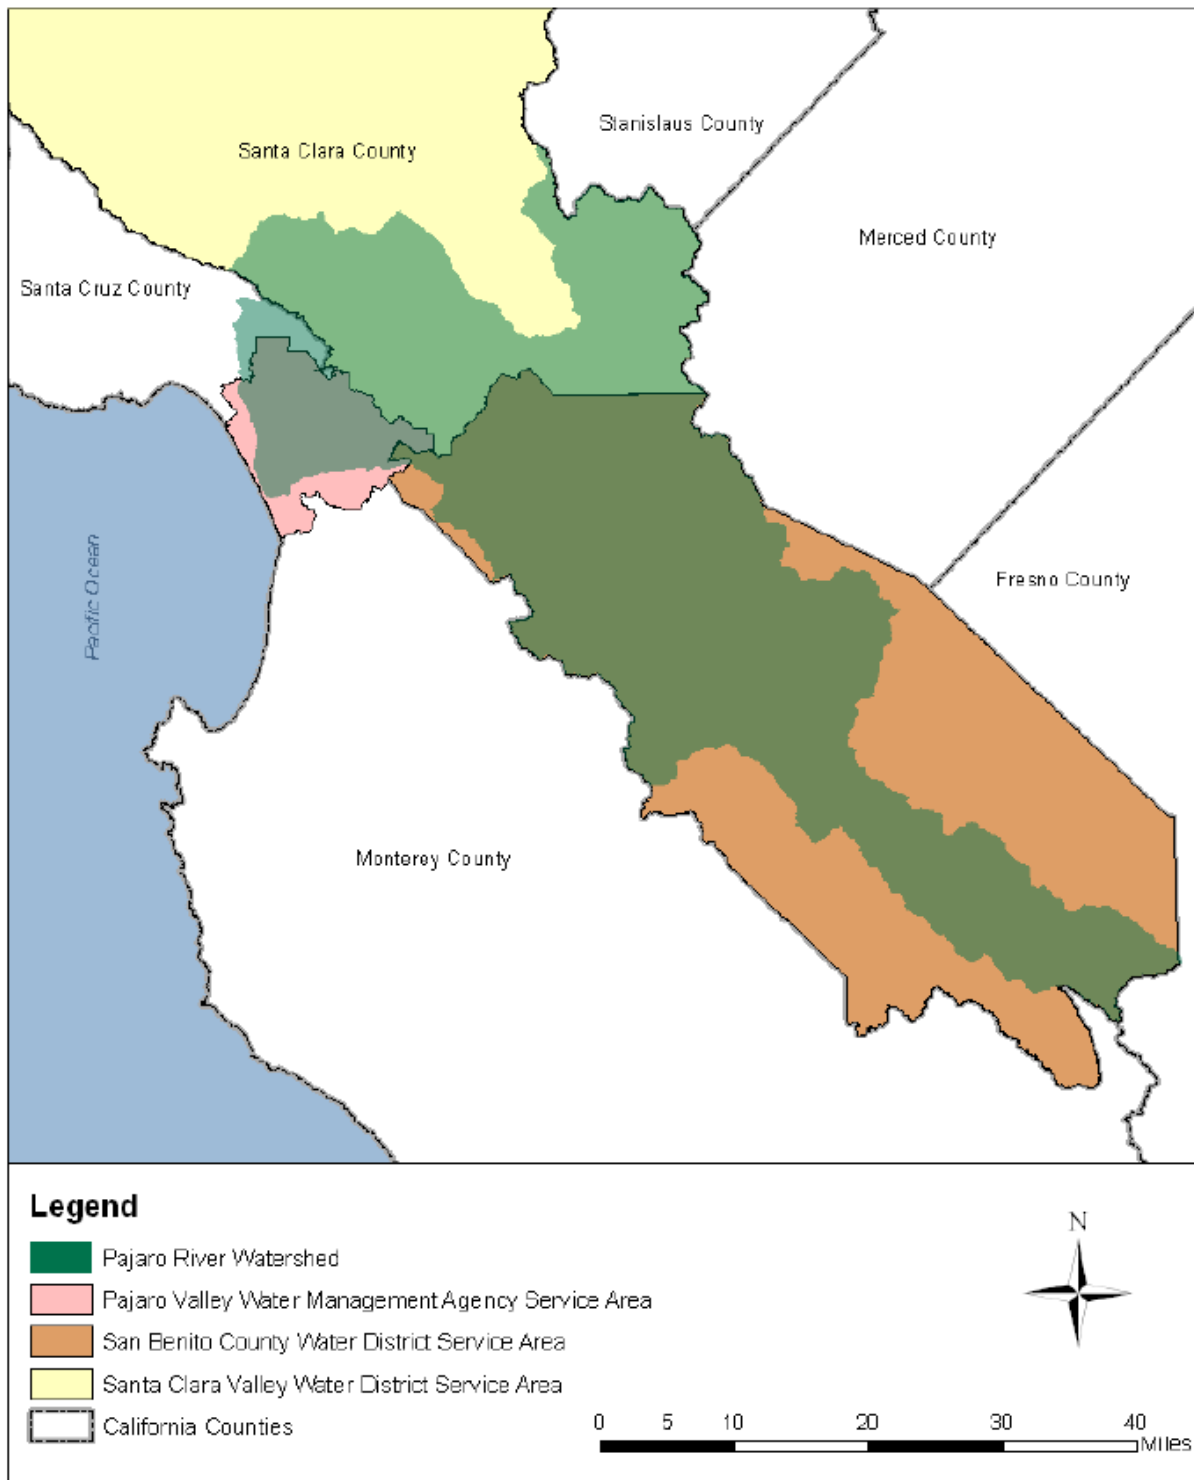 Stanislaus County
Santa Clara County
Merced County
Santa Cruz County
Pacific Ocean
Fresno County
Monterey County
Legend
Pajaro River Watershed
Pajaro Valley Water Management Agency Service Area
San Benito County Water District Service Area
Santa Clara Valley Water District Service Area
California Counties
N
0 5 10 20 30 40
Miles